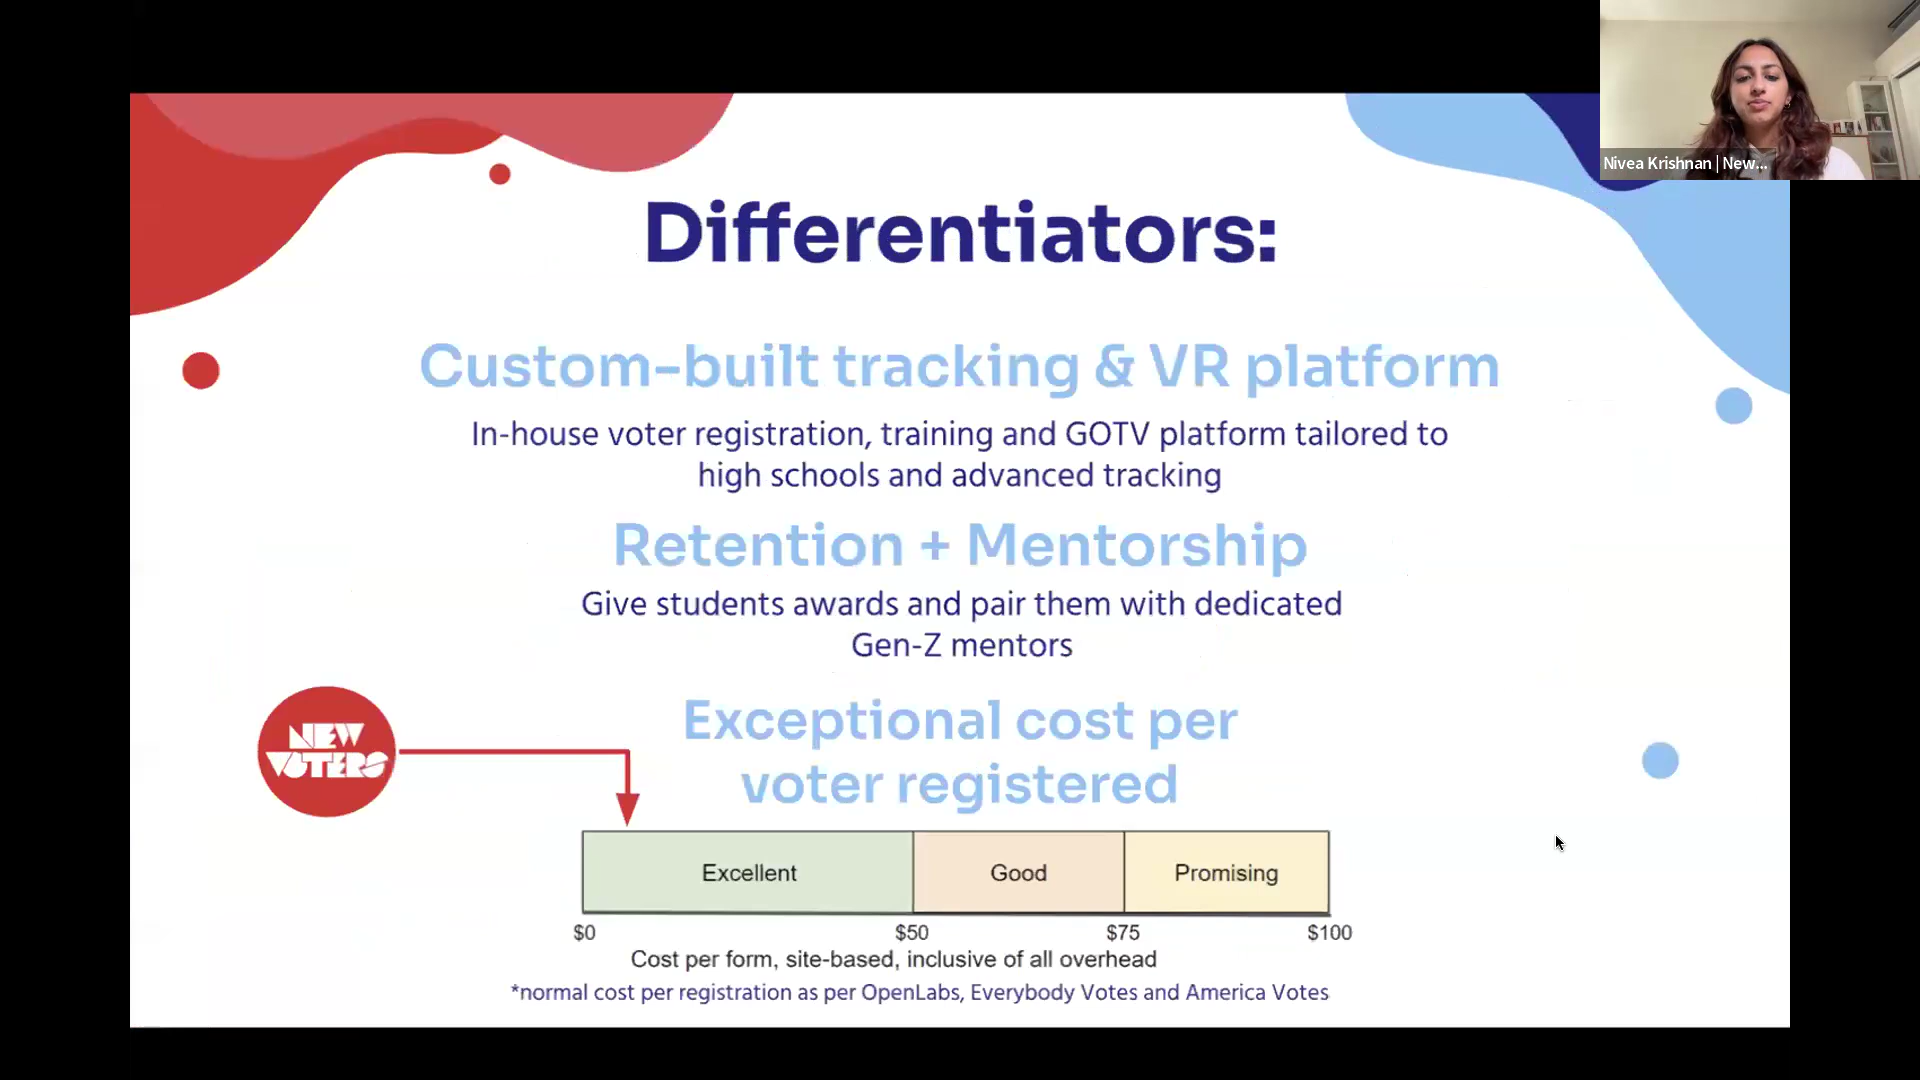 Nivea Krishnan | New...
Differentiators:
Custom-built tracking & VR platform
In-house voter registration, training and GOTV platform tailored to
high schools and advanced tracking
Retention + Mentorship
Give students awards and pair them with dedicated
Gen-Z mentors
NEW
VOTERS
Exceptional cost per
voter registered
Excellent Good Promising
$0 $50 $75 $100
Cost per form, site-based, inclusive of all overhead
*normal cost per registration as per OpenLabs, Everybody Votes and America Votes